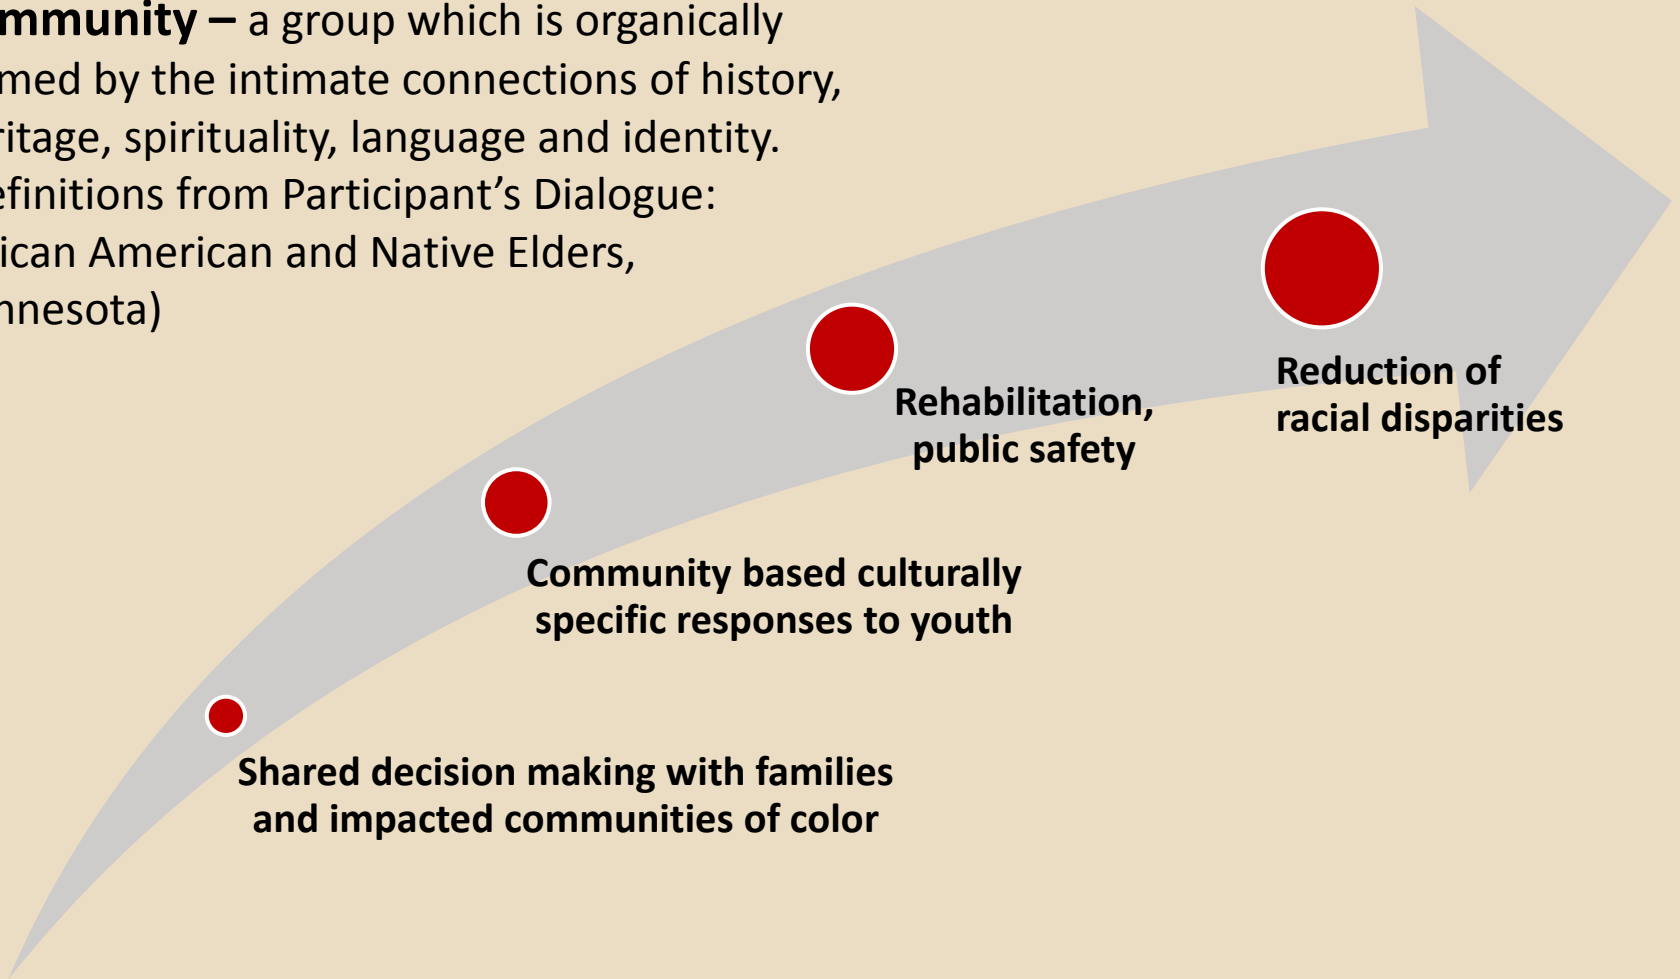 mmunity – a group which is organically
med by the intimate connections of history,
ritage, spirituality, language and identity.
efinitions from Participant’s Dialogue:
ican American and Native Elders,
nnesota)
Rehabilitation,
public safety
Reduction of
racial disparities
Community based culturally
specific responses to youth
Shared decision making with families
and impacted communities of color